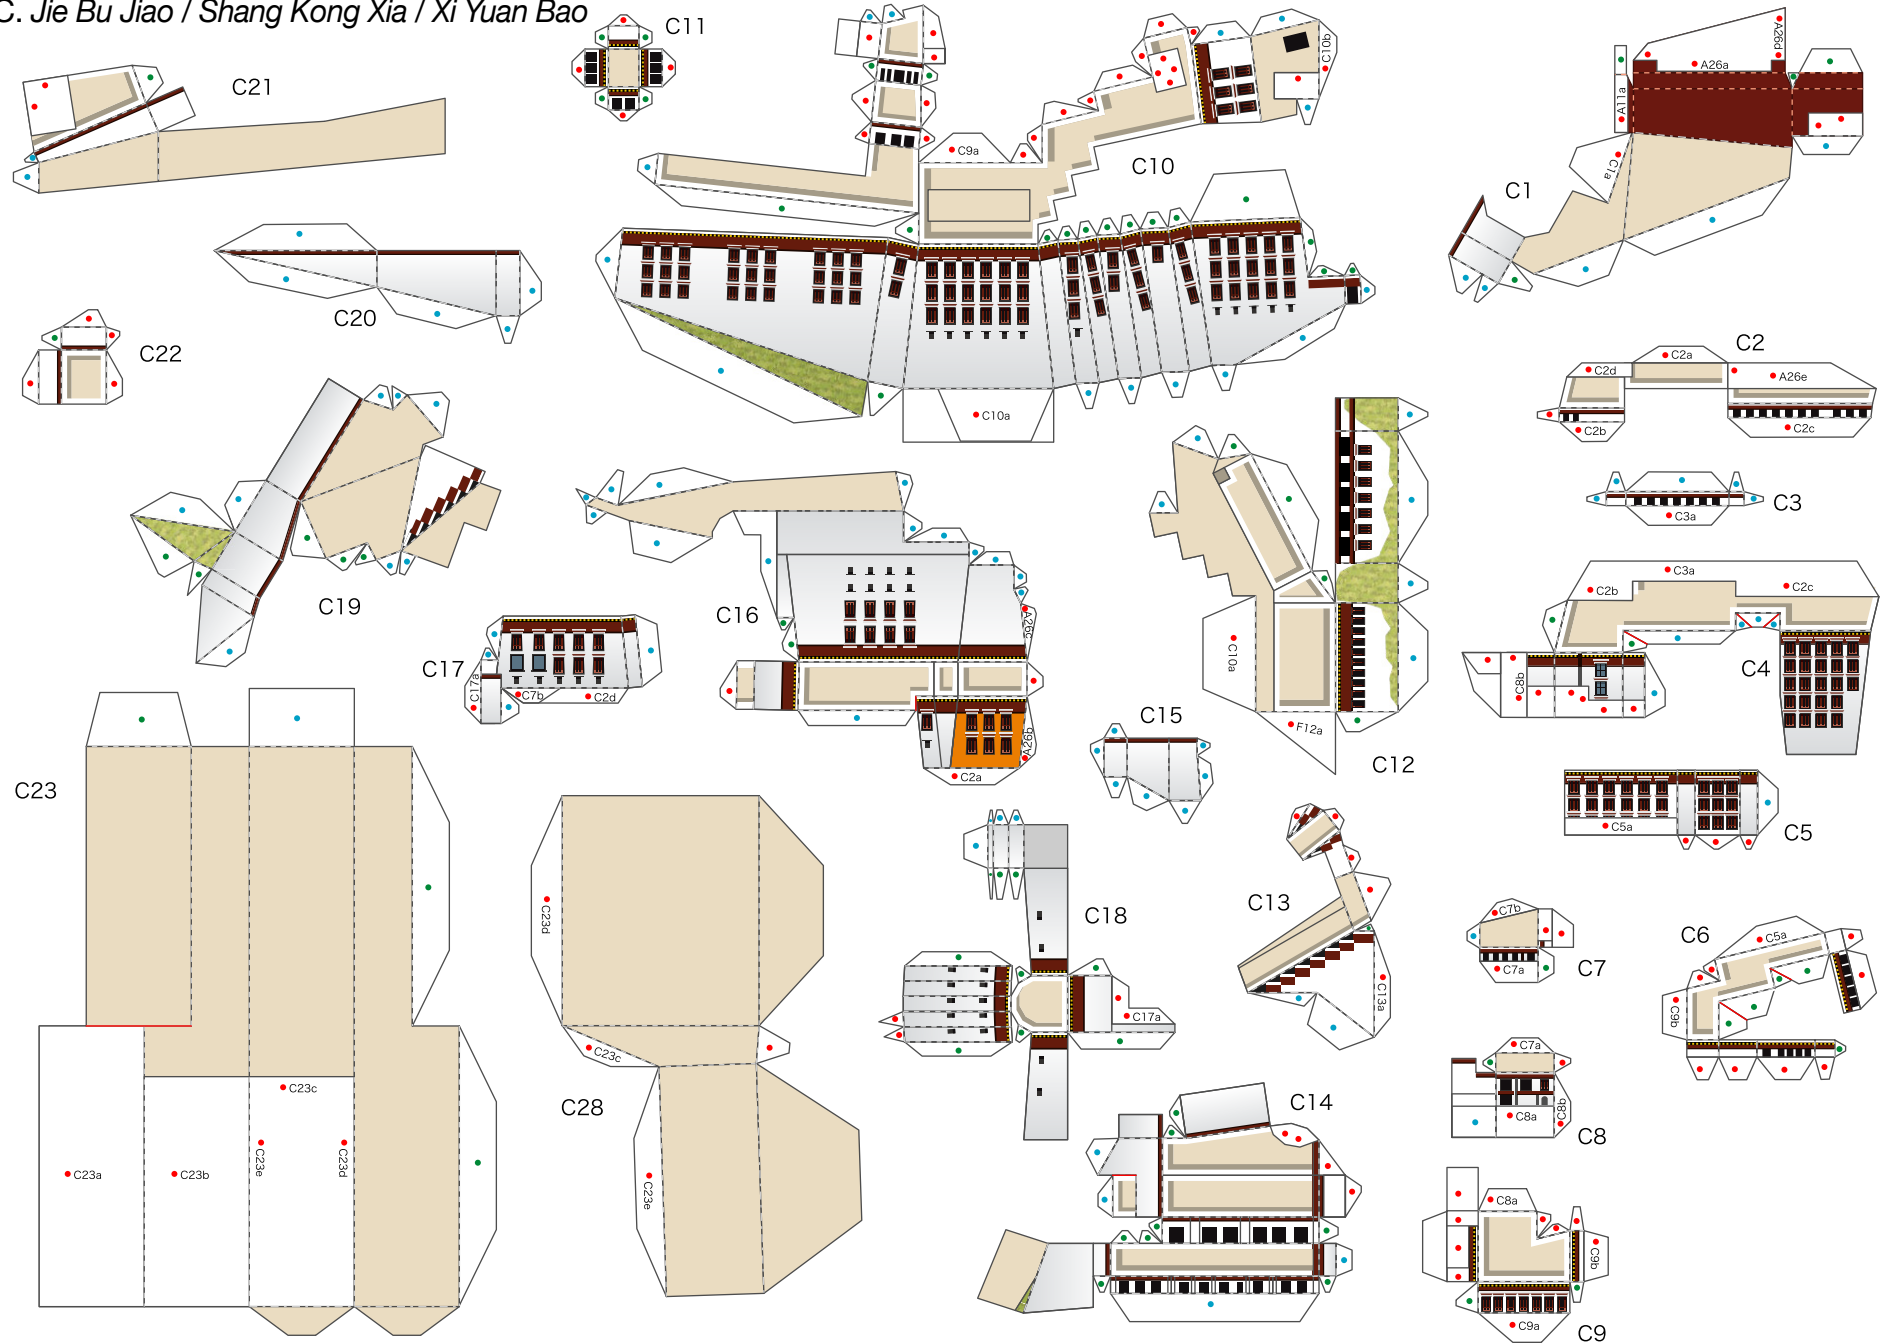 C. Jie Bu Jiao / Shang Kong Xia / Xi Yuan Bao
C11
C21
C10b
A26d
A26a
A11a
C9a
C10
C1a
C1
C20
C22
C10a
C2
C2a
C2d
A26e
C2b
C2c
C3
C3a
C19
C16
A26c
C10a
C12
F12a
C3a
C2b
C2c
C4
C8b
C17
C17a
C7b
C2d
A26b
C2a
C15
C5
C5a
C23
C23d
C18
C17a
C13
C13a
C7b
C7a
C7
C6
C5a
C9b
C23c
C28
C23c
C23a
C23b
C23e
C23d
C23e
C14
C7a
C8a
C8b
C8
C8a
C9b
C9a
C9